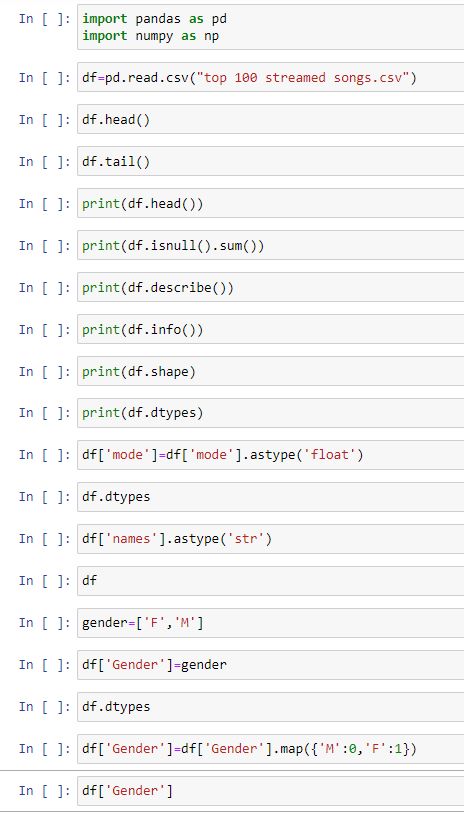 In [ ]: import pandas as pd
import numpy as np
In [ ]: df=pd.read.csv("top 100 streamed songs.csv")
In [ ]: df.head()
In [ ]: df.tail()
In [ ]: print(df.head())
In [ ]: print(df.isnull().sum())
In [ ]: print(df.describe())
In [ ]: print(df.info())
In [ ]: print(df.shape)
In [ ]: print(df.dtypes)
In [ ]: df['mode']=df['mode'].astype('float')
In [ ]: df.dtypes
In [ ]: df['names'].astype('str')
In [ ]: df
In [ ]: gender=['F','M']
In [ ]: df['Gender']=gender
In [ ]: df.dtypes
In [ ]: df['Gender']=df['Gender'].map({'M':0,'F':1})
In [ ]: df['Gender']